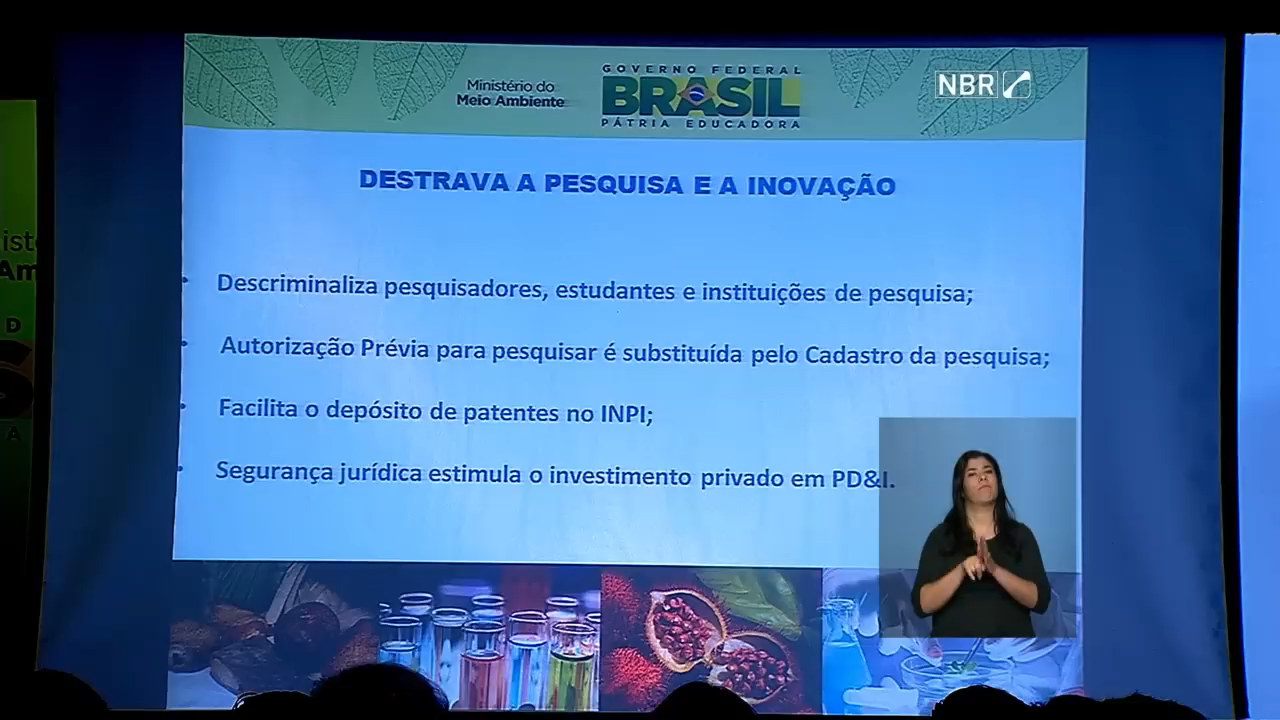 GOVERNO FEDERAL
Ministério do
Meio Ambiente
BRASIL
PÁTRIA EDUCADORA
NBR
DESTRAVA A PESQUISA E A INOVAÇÃO
• Descriminaliza pesquisadores, estudantes e instituições de pesquisa;
• Autorização Prévia para pesquisar é substituída pelo Cadastro da pesquisa;
• Facilita o depósito de patentes no INPI;
• Segurança jurídica estimula o investimento privado em PD&I.